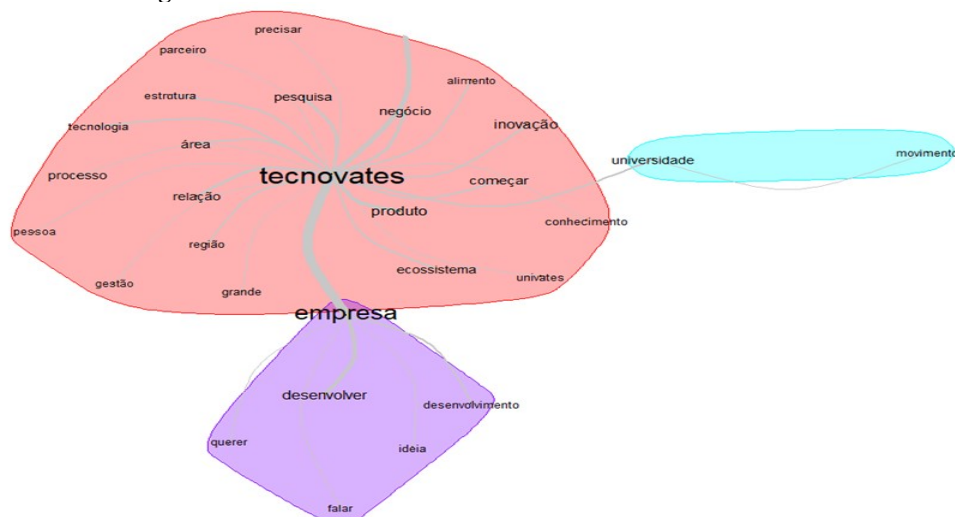 precisar
parceiro
alimento
estrutura
pesquisa
negócio
inovação
tecnologia
área
universidade
movimento
processo
tecnovates
começar
relação
produto
conhecimento
pessoa
região
ecossistema
univates
gestão
grande
empresa
desenvolver
desenvolvimento
querer
ideia
falar